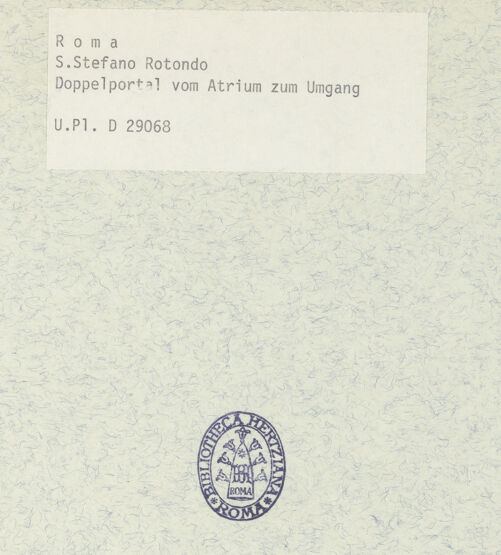 R o m a
S.Stefano Rotondo
Doppelportal vom Atrium zum Umgang
U.Pl. D 29068
BIBLIOTHECA HERTZIANA
ROMA
ROMA